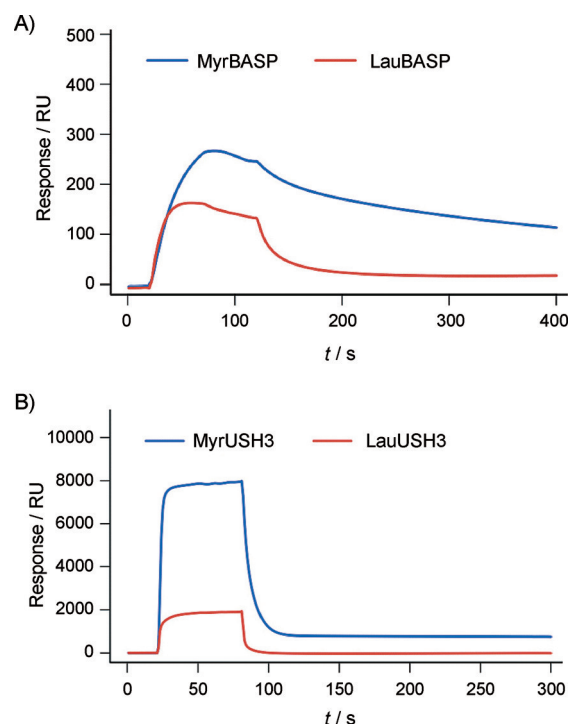 A)
500
400
300
200
100
0
Response / RU
MyrBASP
LauBASP
0 100 200 300 400
t / s
B)
10000
8000
6000
4000
2000
0
Response / RU
MyrUSH3
LauUSH3
0 50 100 150 200 250 300
t / s